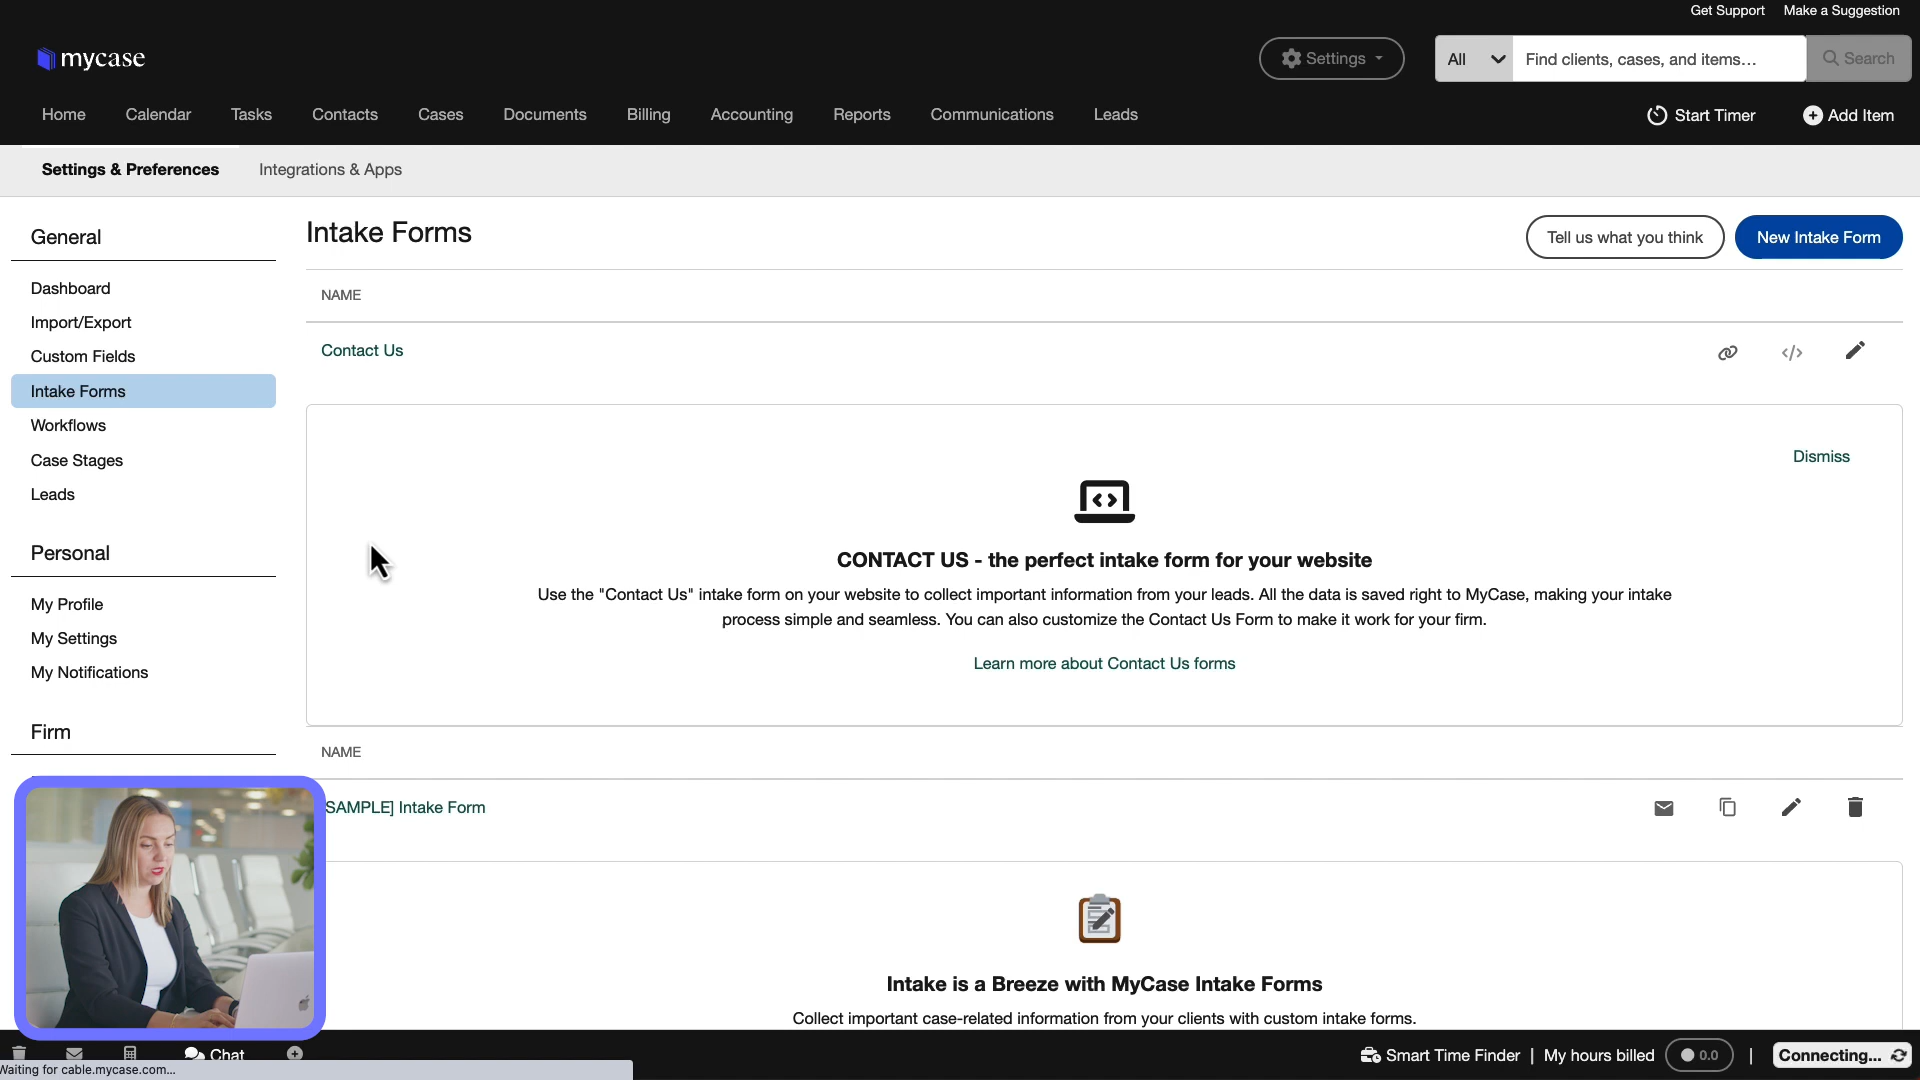 Get Support Make a Suggestion
mycase
Settings
All
Find clients, cases, and items...
Search
Home Calendar Tasks Contacts Cases Documents Billing Accounting Reports Communications Leads
Start Timer
Add Item
Settings & Preferences Integrations & Apps
General
Dashboard
Import/Export
Custom Fields
Intake Forms
Workflows
Case Stages
Leads
Personal
My Profile
My Settings
My Notifications
Firm
Intake Forms
Tell us what you think
New Intake Form
NAME
Contact Us
Dismiss
CONTACT US - the perfect intake form for your website
Use the "Contact Us" intake form on your website to collect important information from your leads. All the data is saved right to MyCase, making your intake
process simple and seamless. You can also customize the Contact Us Form to make it work for your firm.
Learn more about Contact Us forms
NAME
SAMPLE] Intake Form
Intake is a Breeze with MyCase Intake Forms
Collect important case-related information from your clients with custom intake forms.
Chat
Smart Time Finder | My hours billed 0.0 | Connecting...
Waiting for cable.mycase.com...